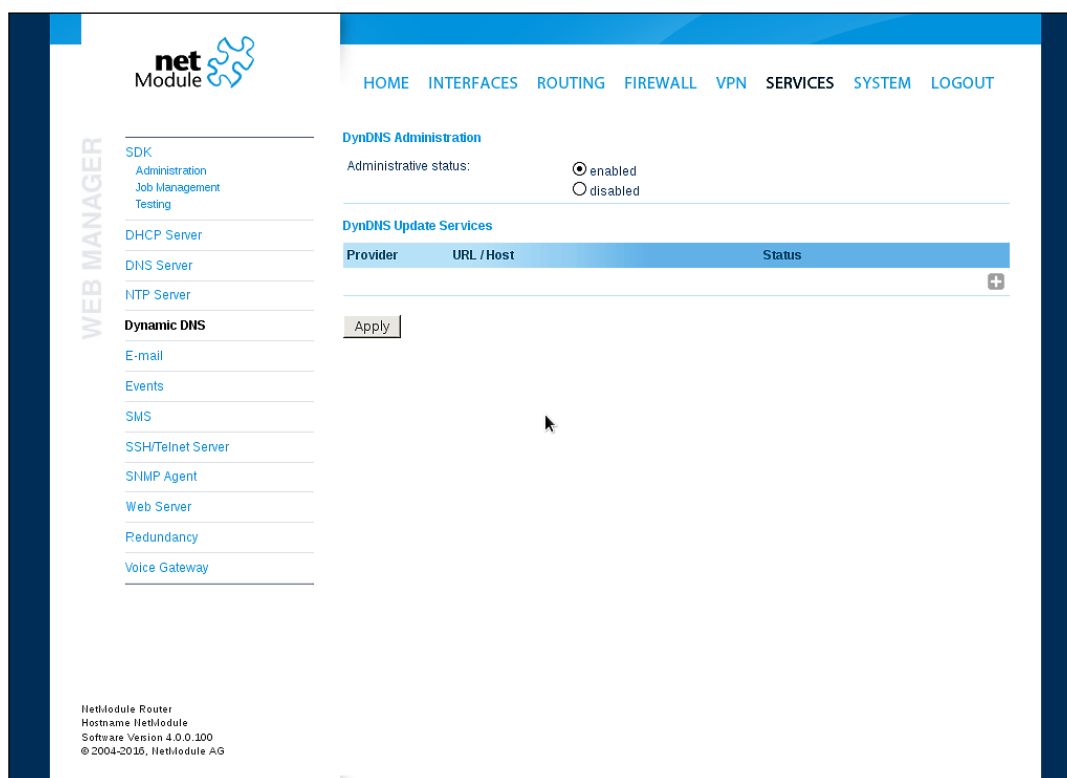 net
Module
HOME INTERFACES ROUTING FIREWALL VPN SERVICES SYSTEM LOGOUT
WEB MANAGER
SDK
Administration
Job Management
Testing
DHCP Server
DNS Server
NTP Server
Dynamic DNS
E-mail
Events
SMS
SSH/Telnet Server
SNMP Agent
Web Server
Redundancy
Voice Gateway
DynDNS Administration
Administrative status:
enabled
disabled
DynDNS Update Services
Provider URL / Host Status
Apply
NetModule Router
Hostname NetModule
Software Version 4.0.0.100
© 2004-2016, NetModule AG